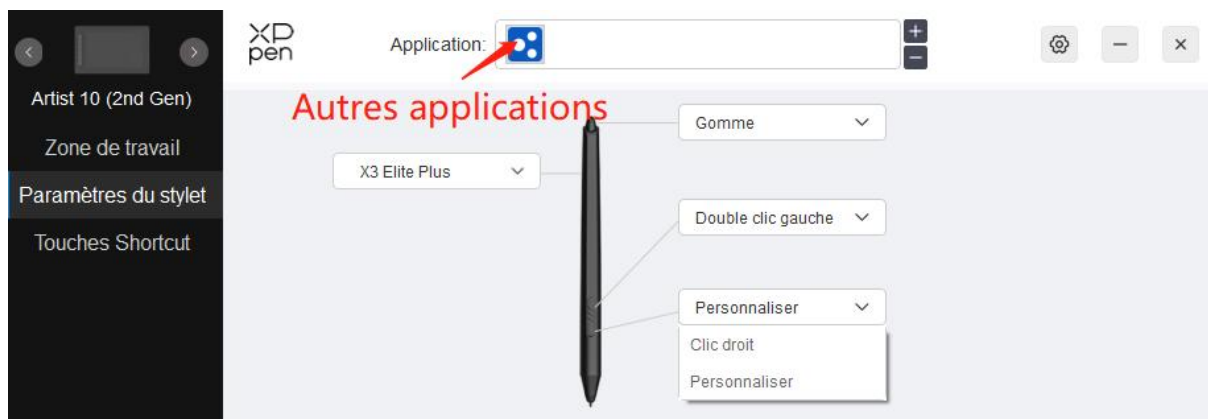 XP
pen
Application:
Autres applications
Artist 10 (2nd Gen)
Zone de travail
Paramètres du stylet
Touches Shortcut
X3 Elite Plus
Gomme
Double clic gauche
Personnaliser
Clic droit
Personnaliser